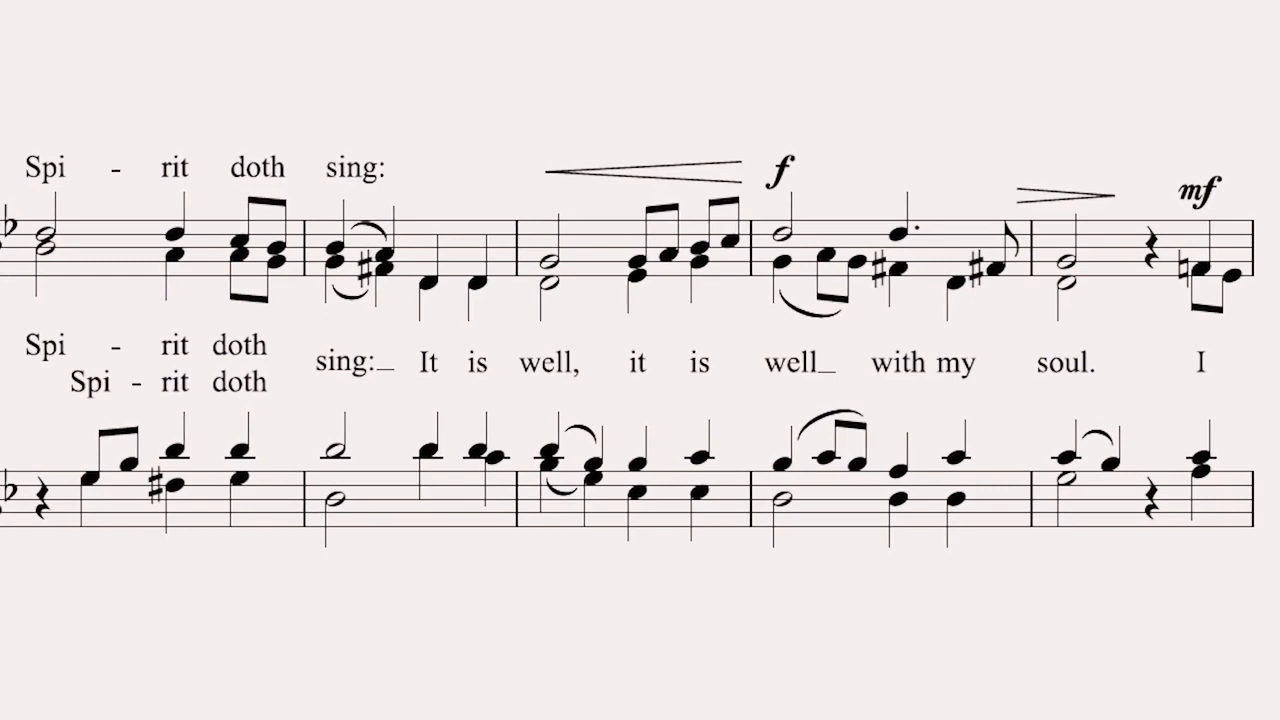 Spi - rit doth sing:
f
mf
Spi - rit doth
sing: It is well, it is well with my soul. I
Spi - rit doth